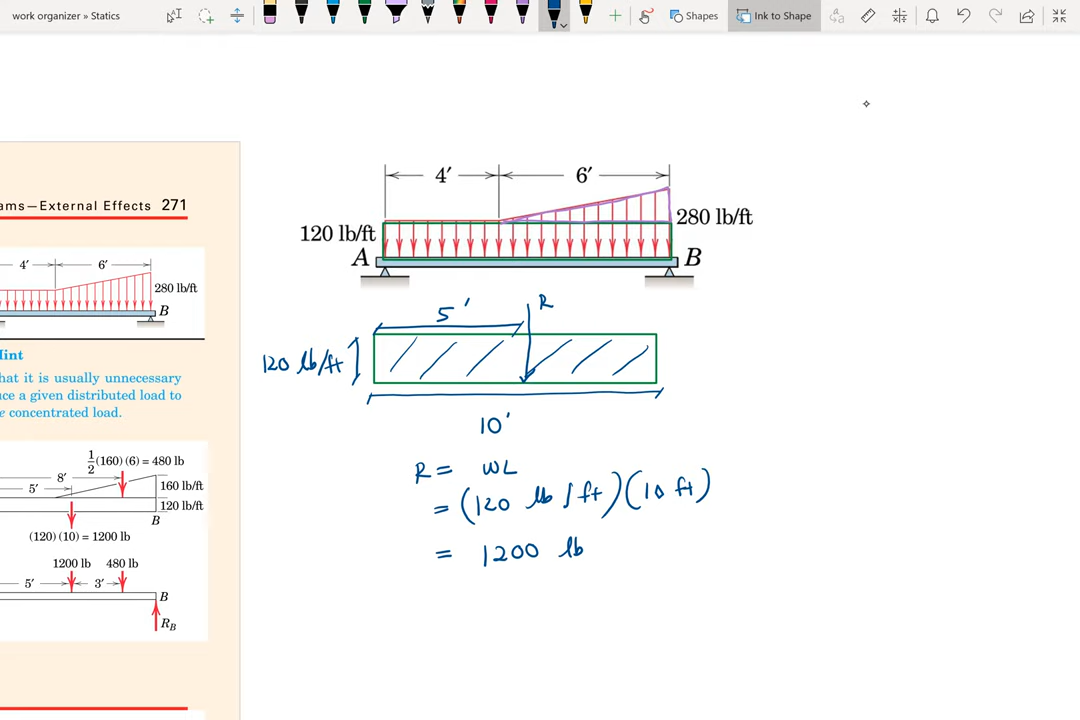 work organizer » Statics
Shapes
Ink to Shape
ams—External Effects 271
4′ 6′
280 lb/ft
B
Hint
hat it is usually unnecessary
uce a given distributed load to
e concentrated load.
1/2 (160) (6) = 480 lb
8′
5′
160 lb/ft
120 lb/ft
B
(120) (10) = 1200 lb
1200 lb 480 lb
5′ 3′
B
R_B
4′ 6′
120 lb/ft
280 lb/ft
A B
5′ R
120 lb/ft
10′
R = WL
= (120 lb/ft)(10 ft)
= 1200 lb